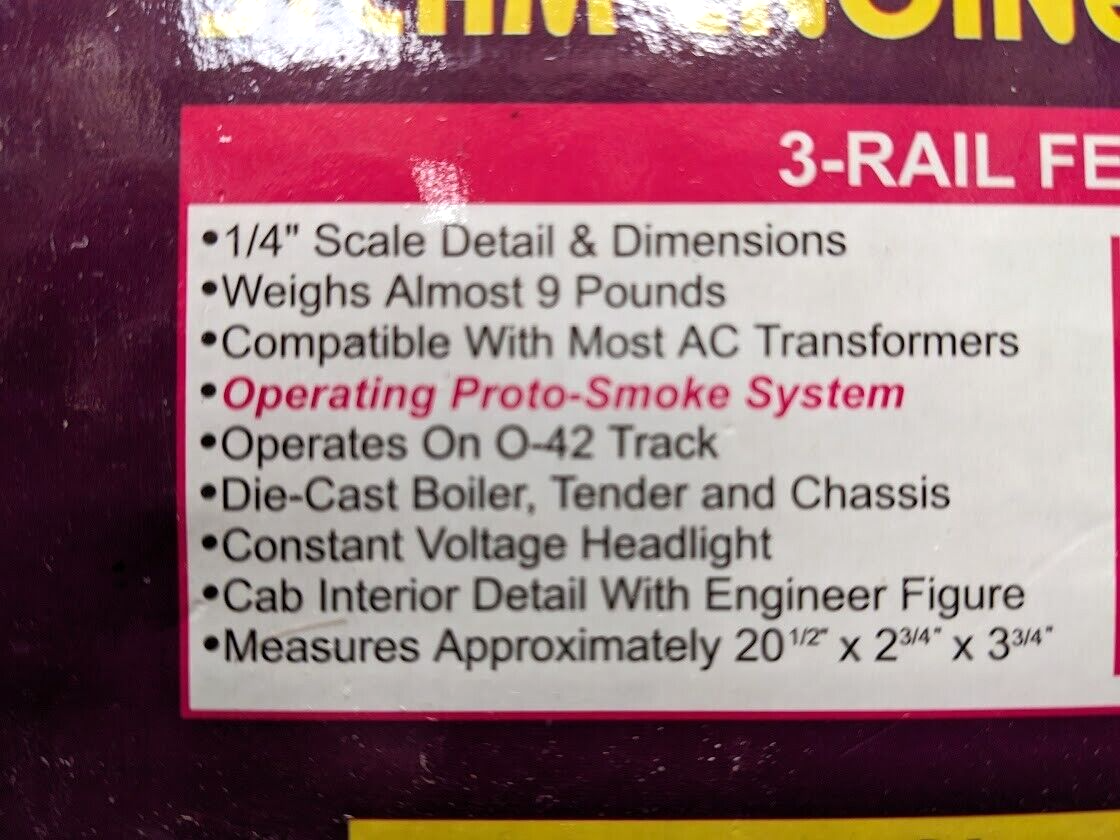 STEAM ENGIN
3-RAIL FE
•1/4" Scale Detail & Dimensions
•Weighs Almost 9 Pounds
•Compatible With Most AC Transformers
•Operating Proto-Smoke System
•Operates On O-42 Track
•Die-Cast Boiler, Tender and Chassis
•Constant Voltage Headlight
•Cab Interior Detail With Engineer Figure
•Measures Approximately 20 1/2" x 2 3/4" x 3 3/4"